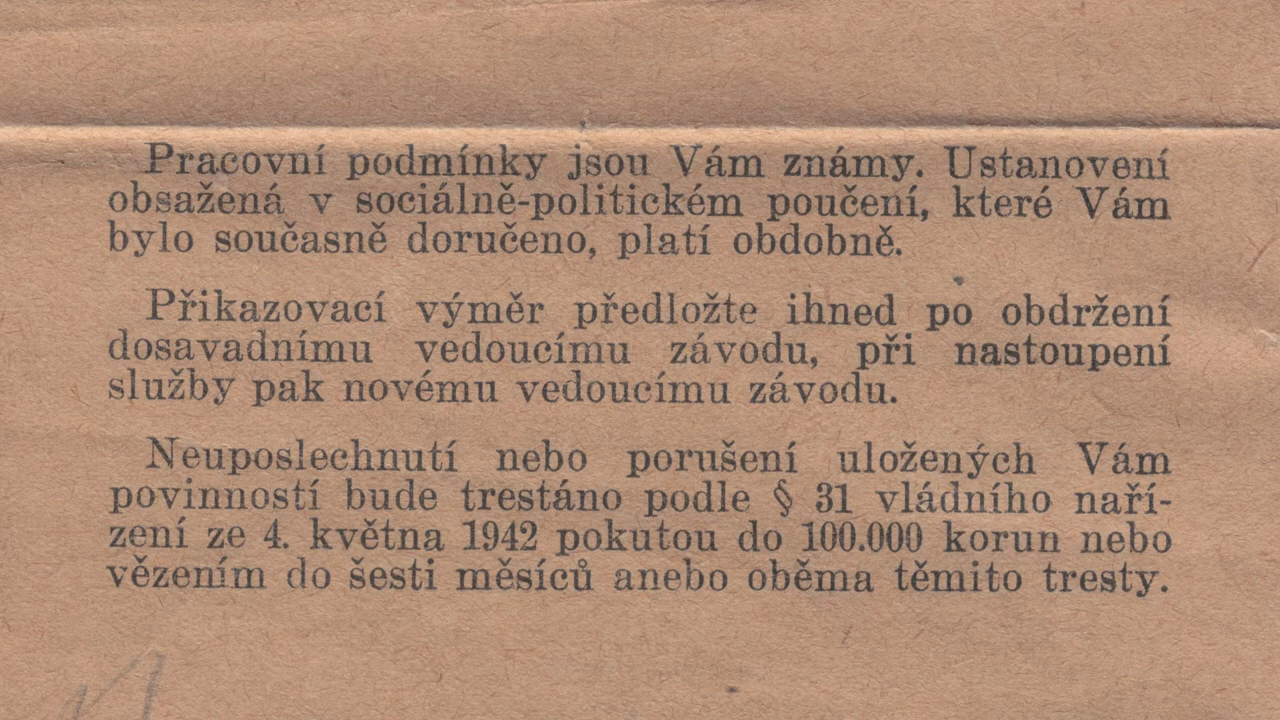 Pracovní podmínky jsou Vám známy. Ustanovení
obsažená v sociálně-politickém poučení, které Vám
bylo současně doručeno, platí obdobně.
Přikazovací výměr předložte ihned po obdržení
dosavadnímu vedoucímu závodu, při nastoupení
služby pak novému vedoucímu závodu.
Neuposlechnutí nebo porušení uložených Vám
povinností bude trestáno podle § 31 vládního naří-
zení ze 4. května 1942 pokutou do 100.000 korun nebo
vězením do šesti měsíců anebo oběma těmito tresty.